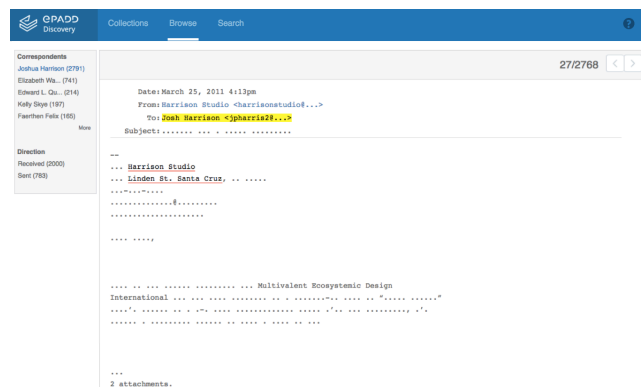 ePADD
Discovery
Collections
Browse
Search
27/2768
Correspondents
Joshua Harrison (2791)
Elizabeth Wa... (741)
Edward L. Qu... (214)
Kelly Skye (197)
Faerthen Felix (165)
More
Direction
Received (2000)
Sent (783)
Date: March 25, 2011 4:13pm
From: Harrison Studio <harrisonstudio@...>
To: Josh Harrison <jpharris2@...>
Subject: ....... ... . ..... .........
--
... Harrison Studio
... Linden St. Santa Cruz, .. .....
...-...-....
.............@.........
.....................
.... ....,
.... .. ... ...... ......... ... Multivalent Ecosystemic Design
International ... ... .... ........ .. . .......-.. .... .. "..... ......"
....'. ...... .. . .-. .... ............. ..... .'.. ... ........., .'.
...... . ......... ...... .. .... . .... .. ...
...
2 attachments.